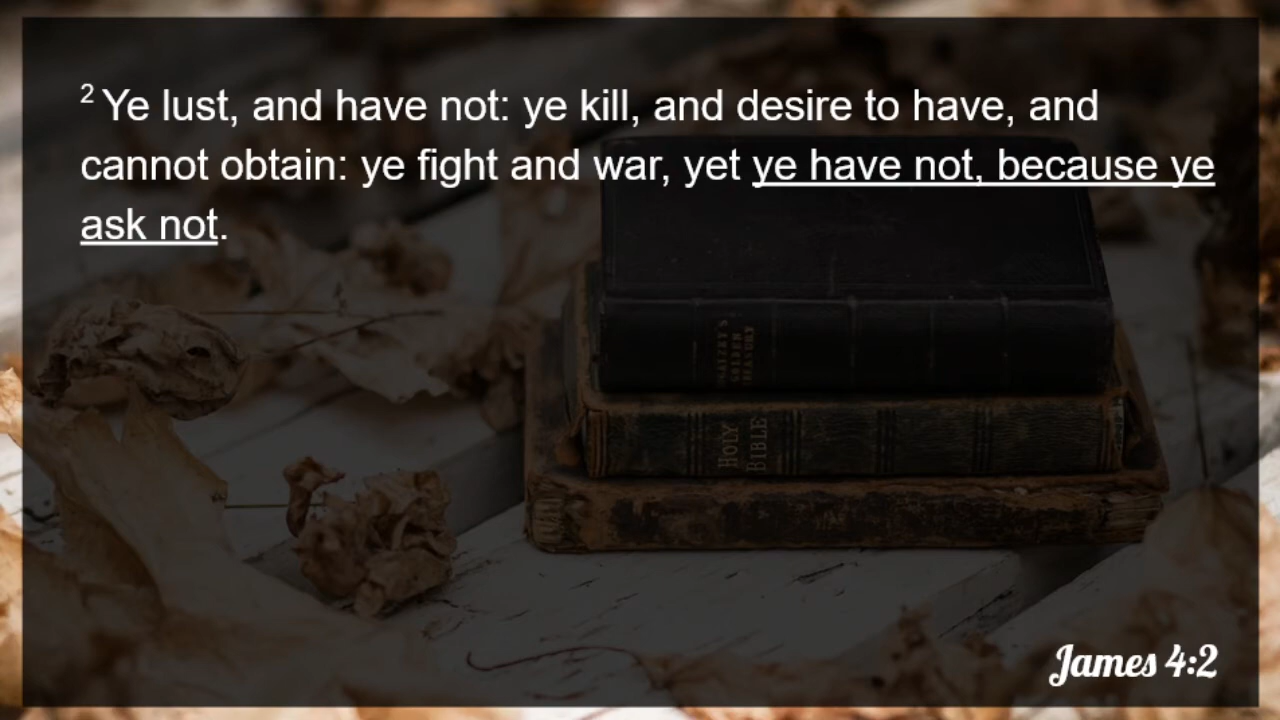 2 Ye lust, and have not: ye kill, and desire to have, and
cannot obtain: ye fight and war, yet ye have not, because ye
ask not.
GOLDEN
HOLY
BIBLE
James 4:2